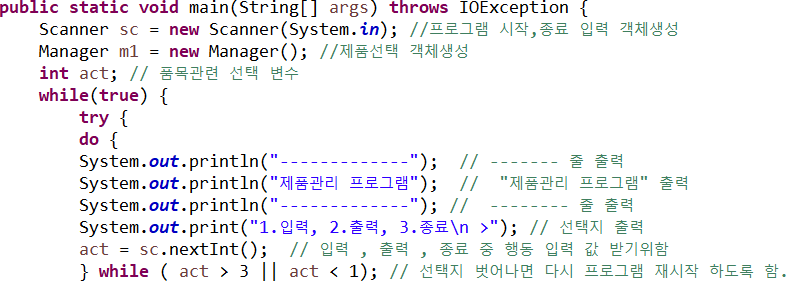 public static void main(String[] args) throws IOException {
Scanner sc = new Scanner(System.in); //프로그램 시작,종료 입력 객체생성
Manager m1 = new Manager(); //제품선택 객체생성
int act; // 품목관련 선택 변수
while(true) {
try {
do {
System.out.println("-------------");  // ------- 줄 출력
System.out.println("제품관리 프로그램");  //  "제품관리 프로그램" 출력
System.out.println("-------------"); //  -------- 줄 출력
System.out.print("1.입력, 2.출력, 3.종료\n >"); // 선택지 출력
act = sc.nextInt();  // 입력 , 출력 , 종료 중 행동 입력 값 받기위함
} while ( act > 3 || act < 1); // 선택지 벗어나면 다시 프로그램 재시작 하도록 함.